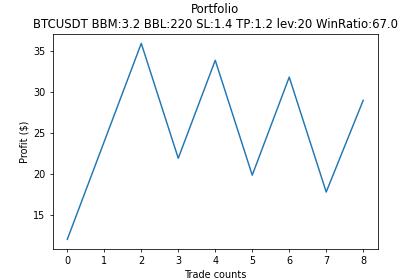 Portfolio
BTCUSDT BBM:3.2 BBL:220 SL:1.4 TP:1.2 lev:20 WinRatio:67.0
Profit ($)
35
30
25
20
15
0 1 2 3 4 5 6 7 8
Trade counts